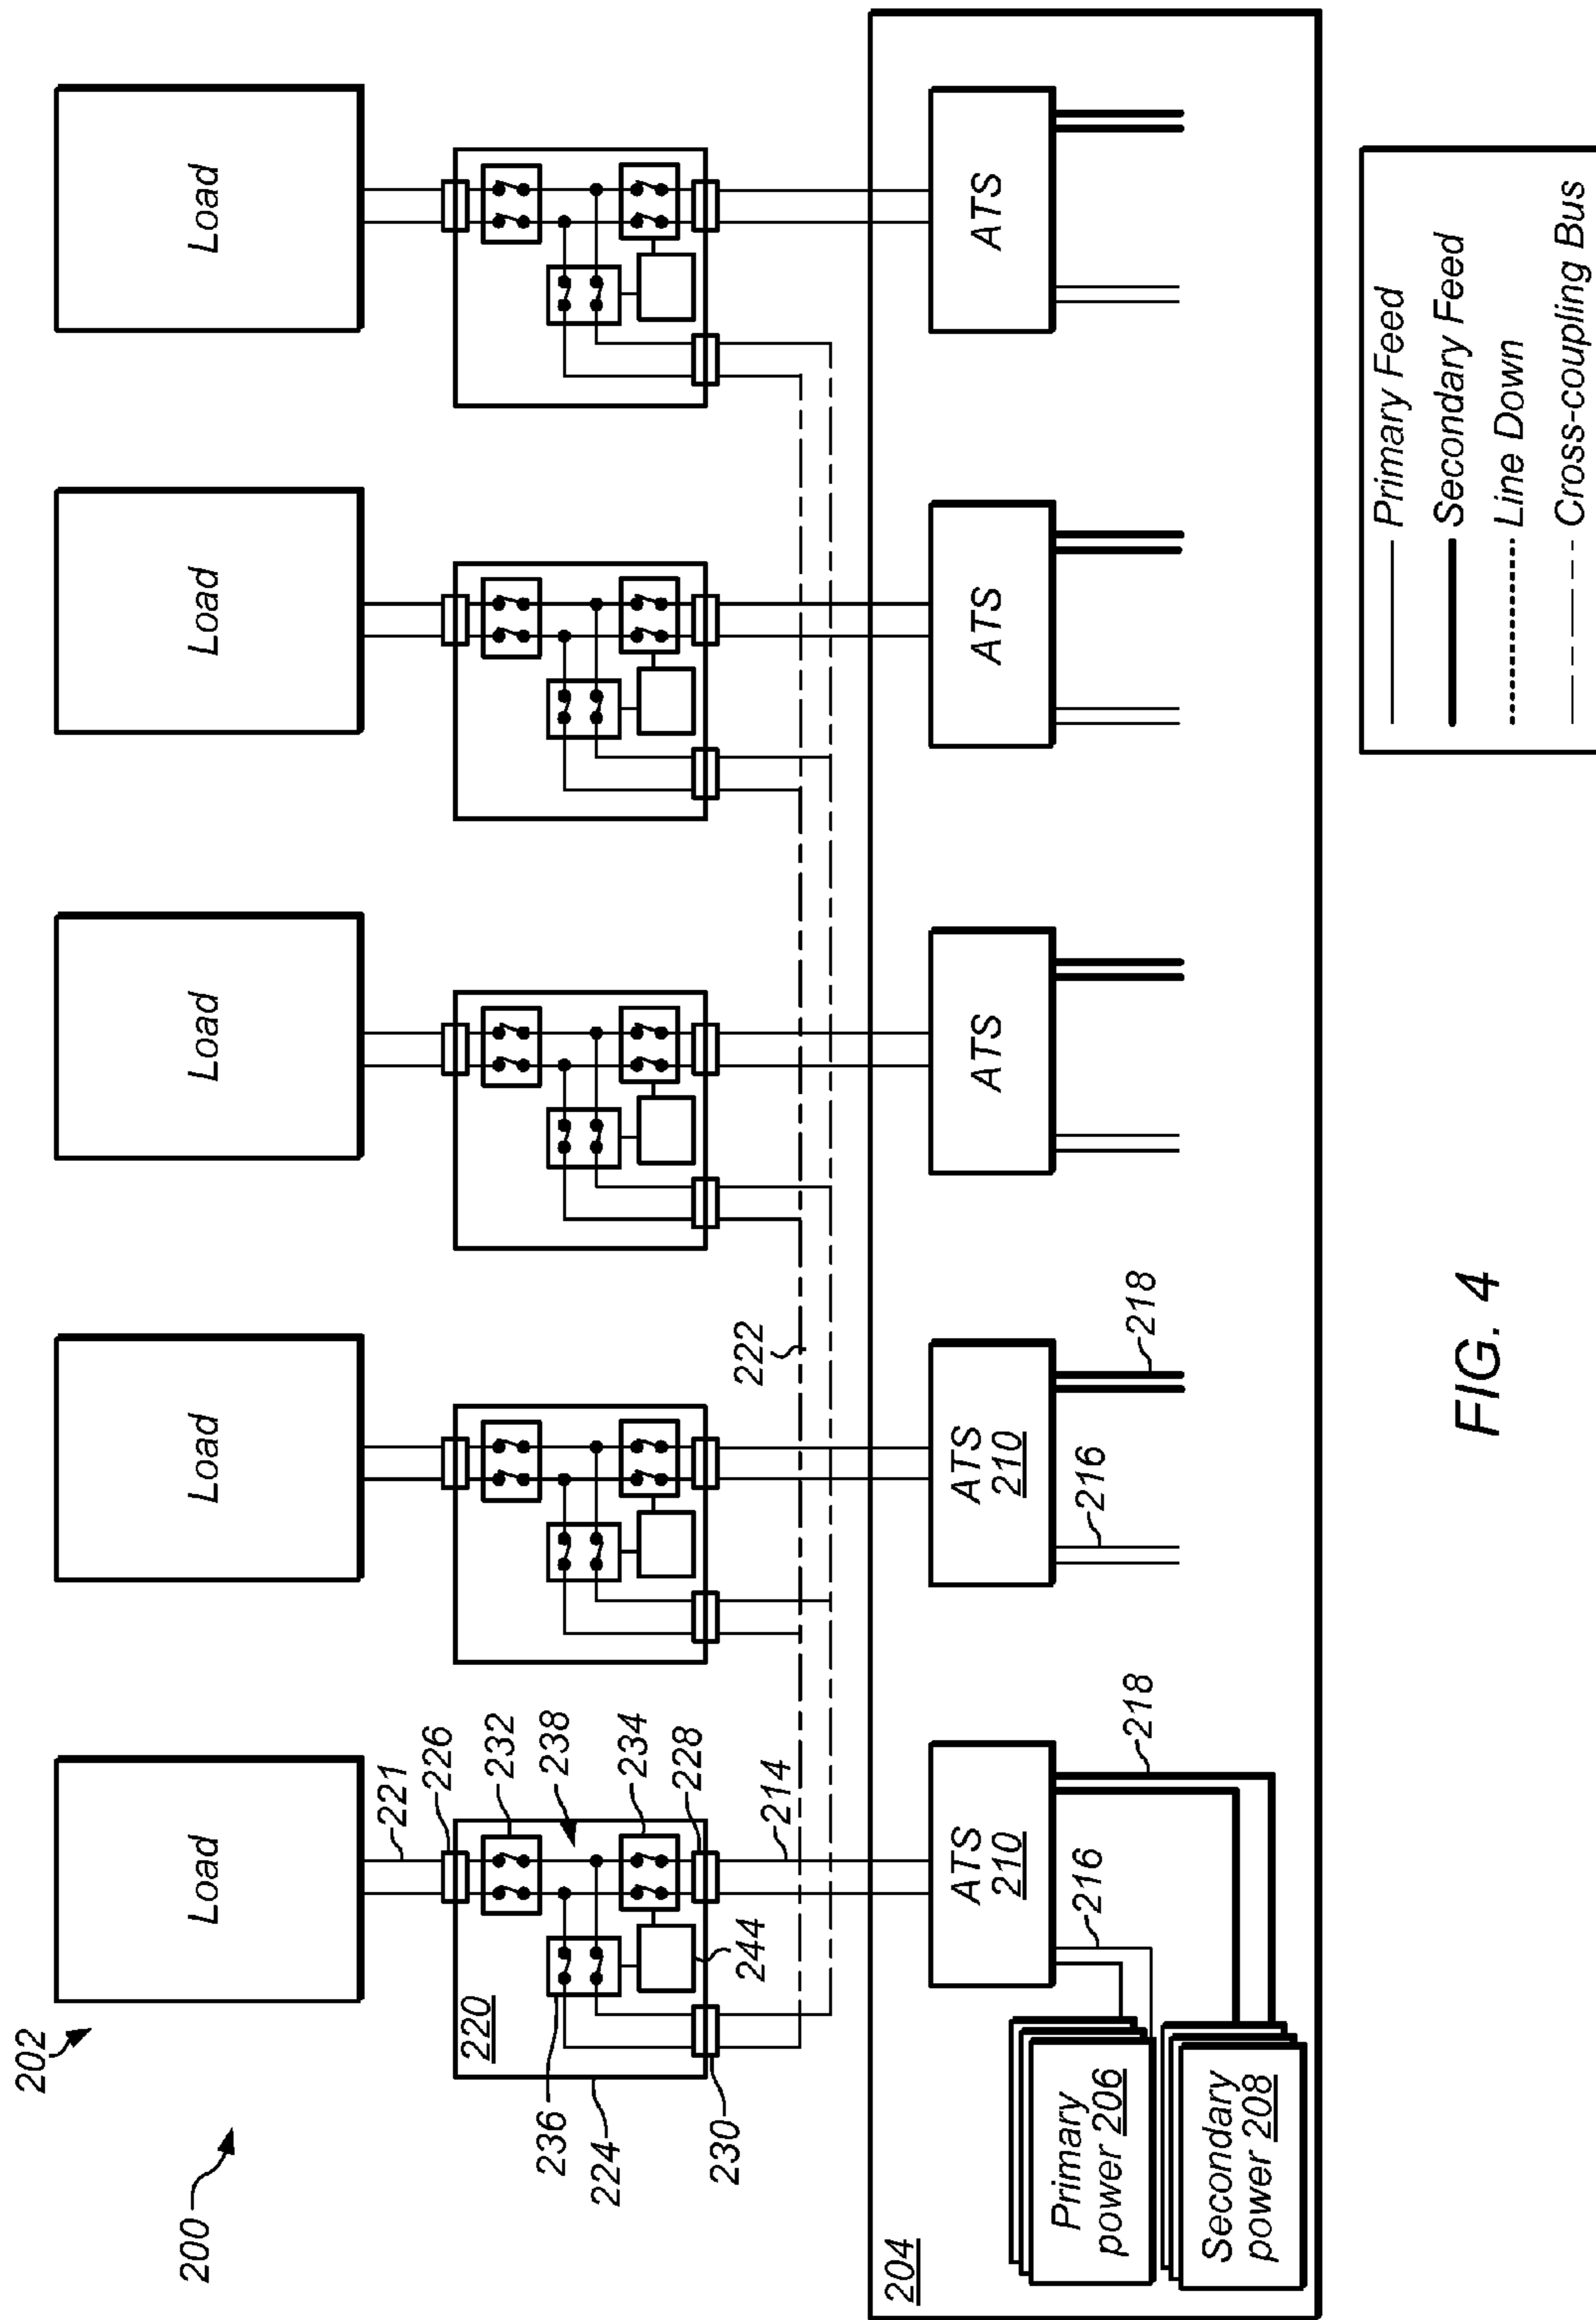 200
202
Load
Load
Load
Load
Load
221
226
232
238
234
228
220
236
224
230
244
214
222
204
ATS
210
ATS
210
ATS
ATS
ATS
216
218
216
218
Primary
power 206
Secondary
power 208
FIG. 4
Primary Feed
Secondary Feed
Line Down
Cross-coupling Bus